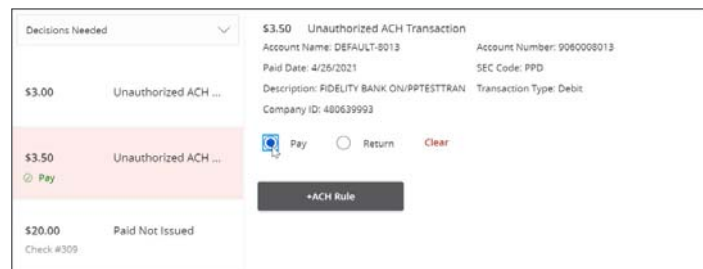 Decisions Needed
$3.00 Unauthorized ACH ...
$3.50 Unauthorized ACH ...
Pay
$20.00 Paid Not Issued
Check #309
$3.50 Unauthorized ACH Transaction
Account Name: DEFAULT-8013 Account Number: 9060008013
Paid Date: 4/26/2021 SEC Code: PPD
Description: FIDELITY BANK ON/PPTESTTRAN Transaction Type: Debit
Company ID: 480639993
Pay Return Clear
+ACH Rule